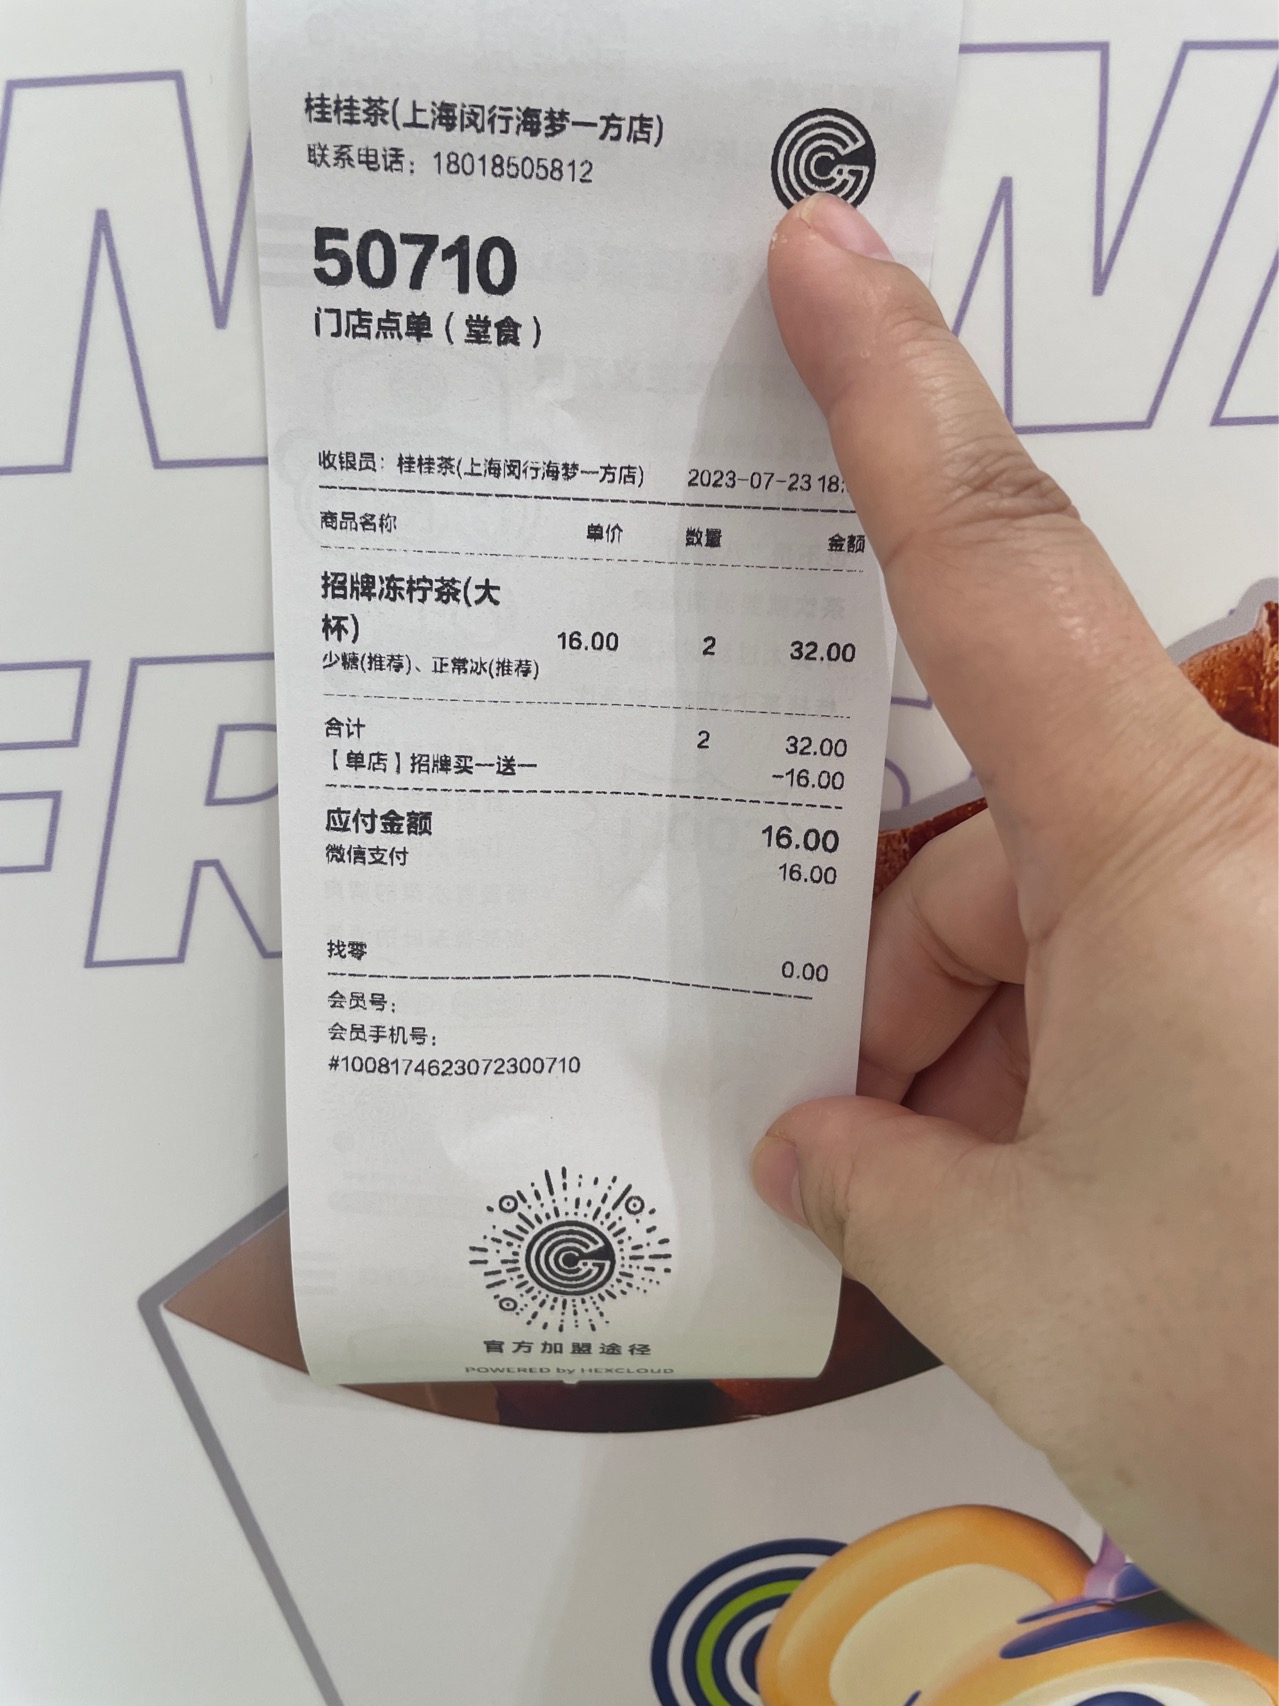 桂桂茶(上海闵行海梦一方店)
联系电话：18018505812
50710
门店点单（堂食）
收银员：桂桂茶(上海闵行海梦一方店) 2023-07-23 18:
商品名称 单价 数量 金额
招牌冻柠茶(大
杯) 16.00 2 32.00
少糖(推荐)、正常冰(推荐)
合计 2 32.00
【单店】招牌买一送一 -16.00
应付金额 16.00
微信支付 16.00
找零 0.00
会员号：
会员手机号：
#1008174623072300710
官方加盟途径
POWERED by HEXCLOUD